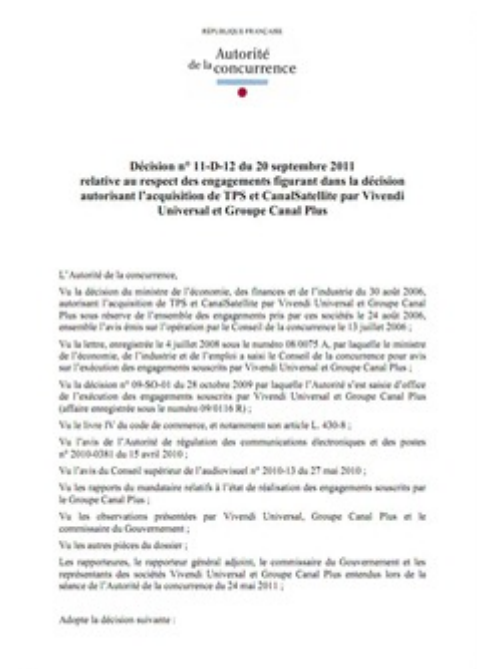 RÉPUBLIQUE FRANÇAISE
Autorité
de la concurrence
Décision n° 11-D-12 du 20 septembre 2011
relative au respect des engagements figurant dans la décision
autorisant l'acquisition de TPS et CanalSatellite par Vivendi
Universal et Groupe Canal Plus
L'Autorité de la concurrence,
Vu la décision du ministre de l'économie, des finances et de l'industrie du 30 août 2006,
autorisant l'acquisition de TPS et CanalSatellite par Vivendi Universal et Groupe Canal
Plus sous réserve de l'ensemble des engagements pris par ces sociétés le 24 août 2006,
ensemble l'avis émis sur l'opération par le Conseil de la concurrence le 13 juillet 2006 ;
Vu la lettre, enregistrée le 4 juillet 2008 sous le numéro 08/0075 A, par laquelle le ministre
de l'économie, de l'industrie et de l'emploi a saisi le Conseil de la concurrence pour avis
sur l'exécution des engagements souscrits par Vivendi Universal et Groupe Canal Plus ;
Vu la décision n° 09-SO-01 du 28 octobre 2009 par laquelle l'Autorité s'est saisie d'office
de l'exécution des engagements souscrits par Vivendi Universal et Groupe Canal Plus
(affaire enregistrée sous le numéro 09/0116 R) ;
Vu le livre IV du code de commerce, et notamment son article L. 430-8 ;
Vu l'avis de l'Autorité de régulation des communications électroniques et des postes
n° 2010-0381 du 15 avril 2010 ;
Vu l'avis du Conseil supérieur de l'audiovisuel n° 2010-13 du 27 mai 2010 ;
Vu les rapports du mandataire relatifs à l'état de réalisation des engagements souscrits par
le Groupe Canal Plus ;
Vu les observations présentées par Vivendi Universal, Groupe Canal Plus et le
commissaire du Gouvernement ;
Vu les autres pièces du dossier ;
Les rapporteures, le rapporteur général adjoint, le commissaire du Gouvernement et les
représentants des sociétés Vivendi Universal et Groupe Canal Plus entendus lors de la
séance de l'Autorité de la concurrence du 24 mai 2011 ;
Adopte la décision suivante :